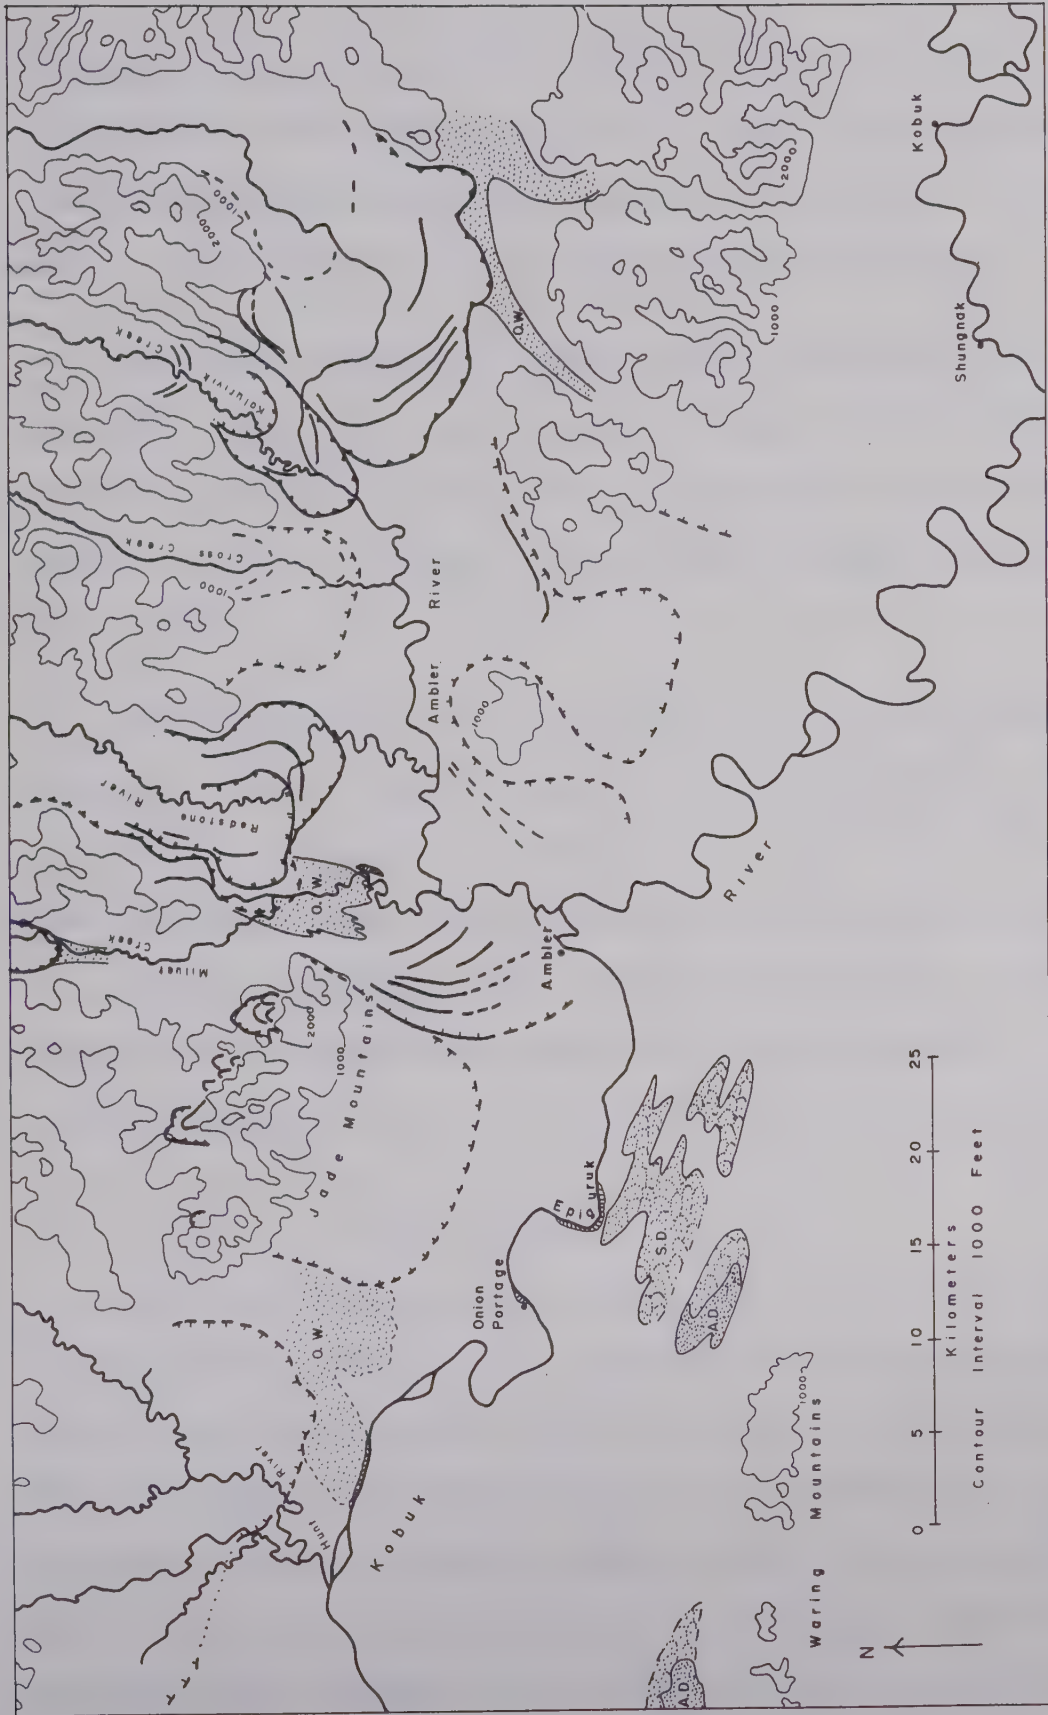 1000
2000
Kalurivik Creek
Cross Creek
1000
Redstone River
Miluet Creek
O.W.
2000
1000
Jade Mountains
O.W.
Hunt River
Ambler River
1000
O.W.
1000
2000
Kobuk
Shungnak
Ambler
River
Kobuk
Onion
Portage
Epiguruk
S.D.
A.D.
A.D.
1000
Waring Mountains
N
0 5 10 15 20 25
Kilometers
Contour Interval 1000 Feet